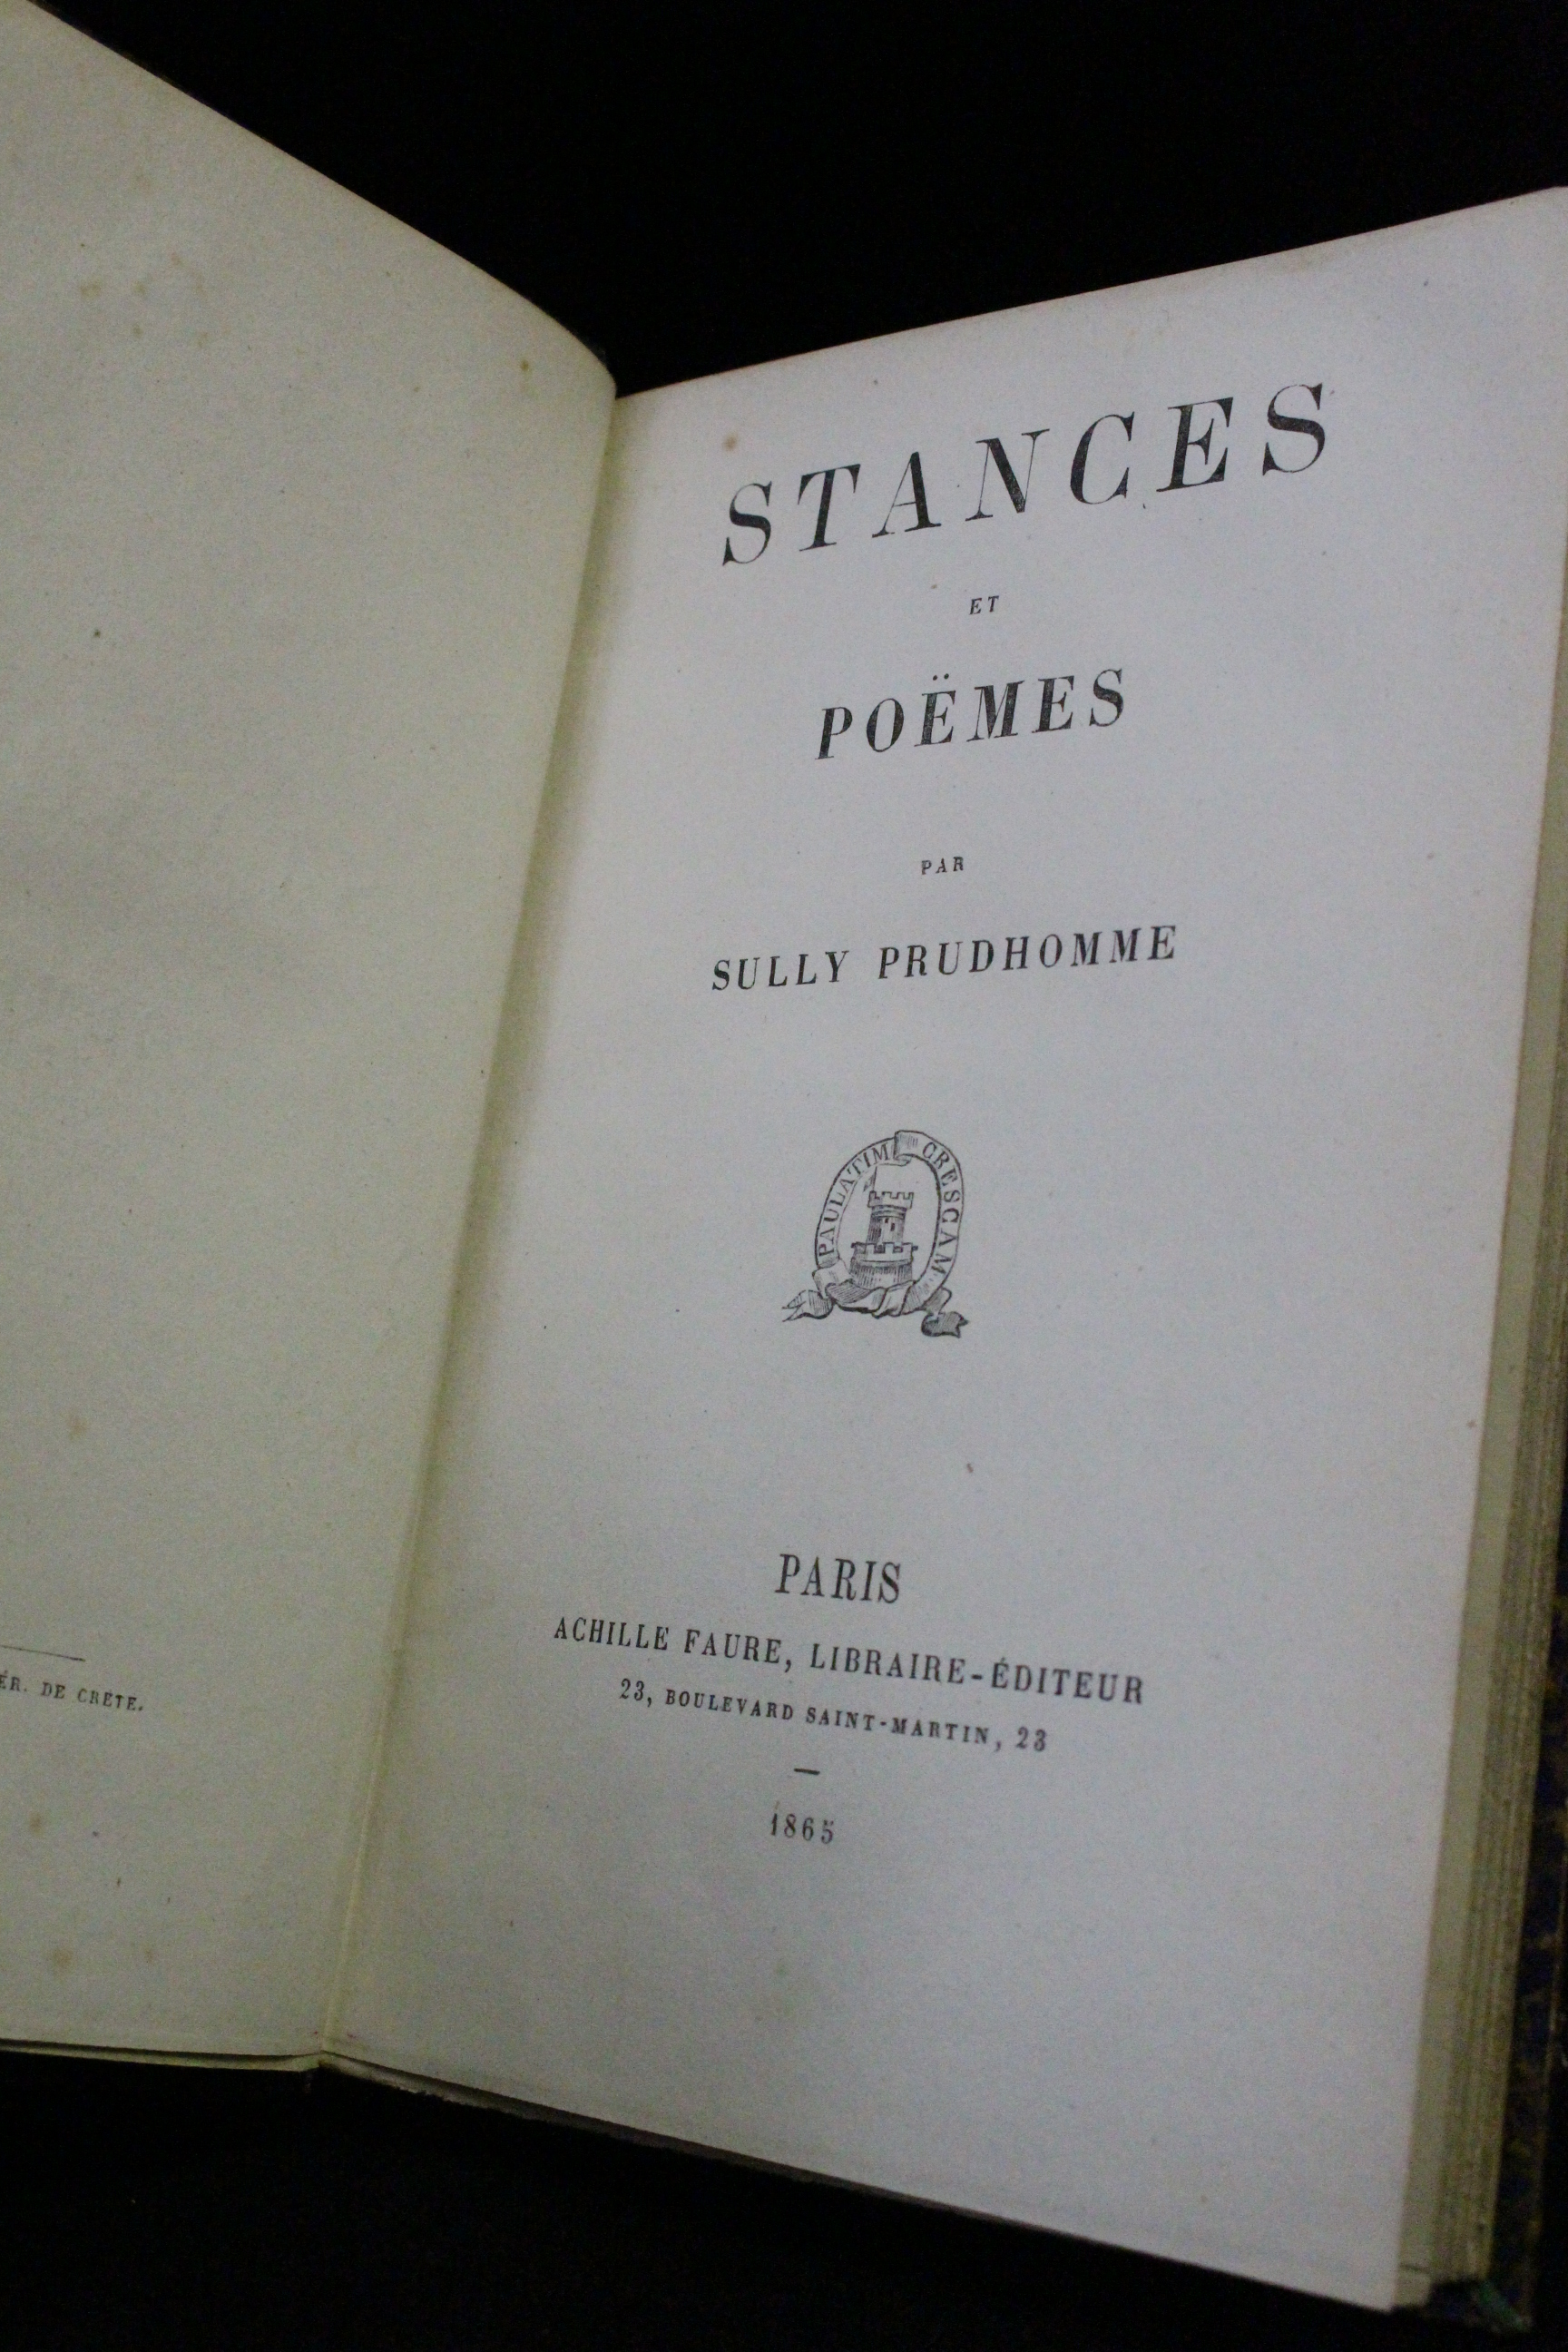 ÉR. DE CRÉTE.
STANCES
ET
POËMES
PAR
SULLY PRUDHOMME
PAULATIM CRESCAM
PARIS
ACHILLE FAURE, LIBRAIRE-ÉDITEUR
23, BOULEVARD SAINT-MARTIN, 23
1865